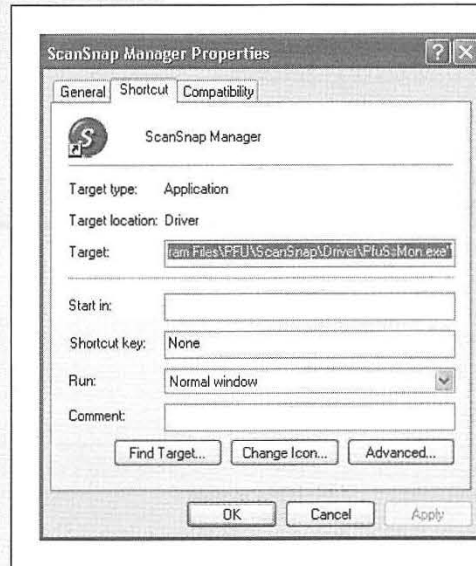 ScanSnap Manager Properties
General Shortcut Compatibility
ScanSnap Manager
Target type: Application
Target location: Driver
Target: ram Files\PFU\ScanSnap\Driver\PfuSsMon.exe"
Start in:
Shortcut key: None
Run: Normal window
Comment:
Find Target... Change Icon... Advanced...
OK Cancel Apply